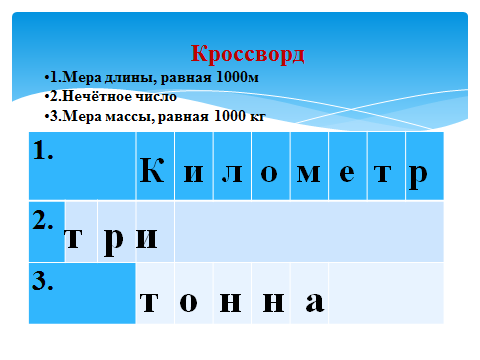 Кроссворд
•1.Мера длины, равная 1000м
•2.Нечётное число
•3.Мера массы, равная 1000 кг
1. К и л о м е т р
2. т р и
3. т о н н а